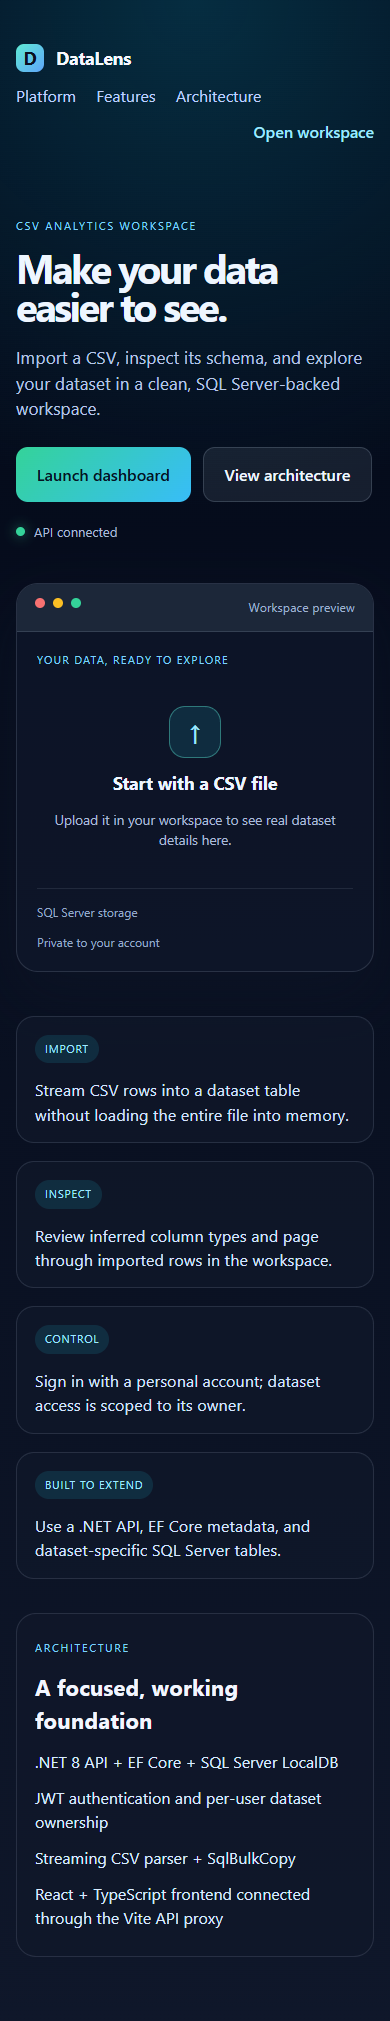 D DataLens
Platform Features Architecture
Open workspace
CSV ANALYTICS WORKSPACE
Make your data
easier to see.
Import a CSV, inspect its schema, and explore
your dataset in a clean, SQL Server-backed
workspace.
Launch dashboard View architecture
API connected
Workspace preview
YOUR DATA, READY TO EXPLORE
↑
Start with a CSV file
Upload it in your workspace to see real dataset
details here.
SQL Server storage
Private to your account
IMPORT
Stream CSV rows into a dataset table
without loading the entire file into memory.
INSPECT
Review inferred column types and page
through imported rows in the workspace.
CONTROL
Sign in with a personal account; dataset
access is scoped to its owner.
BUILT TO EXTEND
Use a .NET API, EF Core metadata, and
dataset-specific SQL Server tables.
ARCHITECTURE
A focused, working
foundation
.NET 8 API + EF Core + SQL Server LocalDB
JWT authentication and per-user dataset
ownership
Streaming CSV parser + SqlBulkCopy
React + TypeScript frontend connected
through the Vite API proxy